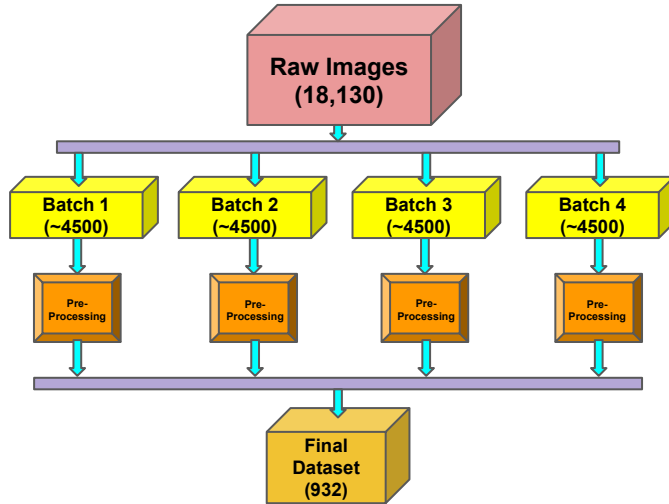 Raw Images
(18,130)
Batch 1
(~4500)
Batch 2
(~4500)
Batch 3
(~4500)
Batch 4
(~4500)
Pre-
Processing
Pre-
Processing
Pre-
Processing
Pre-
Processing
Final
Dataset
(932)